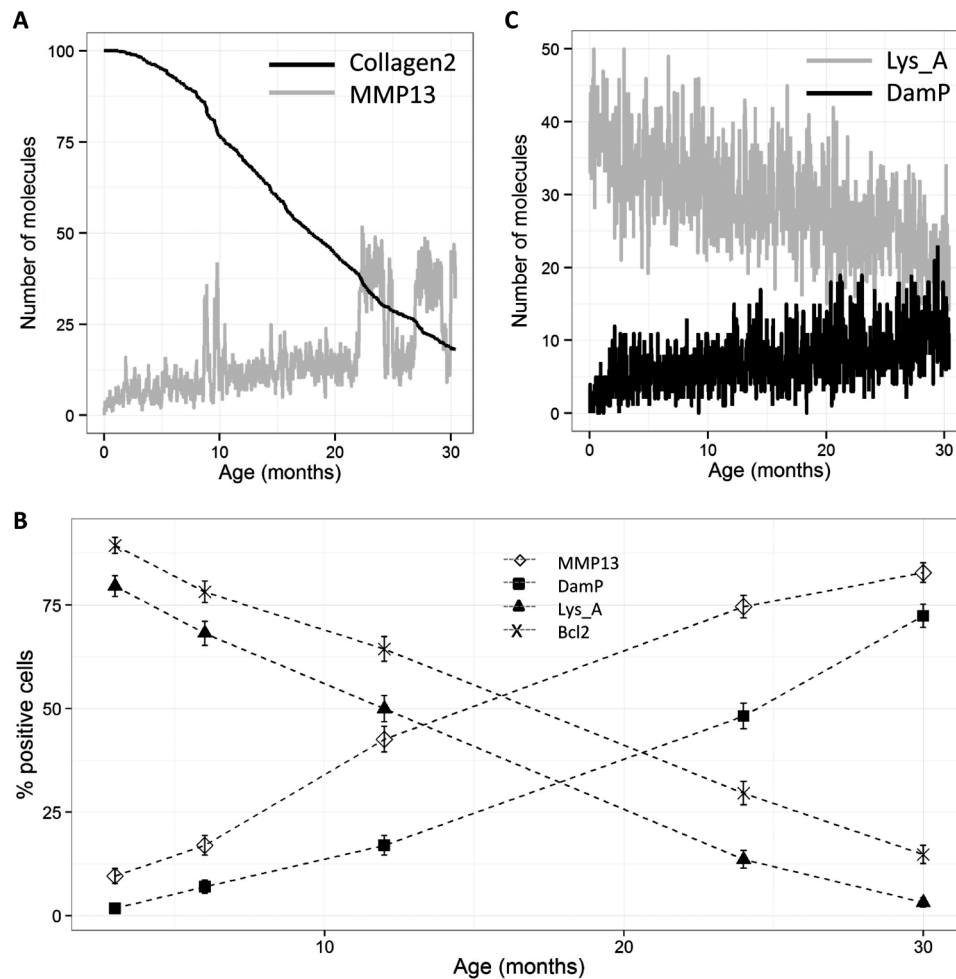 A
Number of molecules
100
75
50
25
0
Collagen2
MMP13
0
10
20
30
Age (months)
C
Number of molecules
50
40
30
20
10
0
Lys_A
DamP
0
10
20
30
Age (months)
B
% positive cells
75
50
25
0
MMP13
DamP
Lys_A
Bcl2
10
20
30
Age (months)